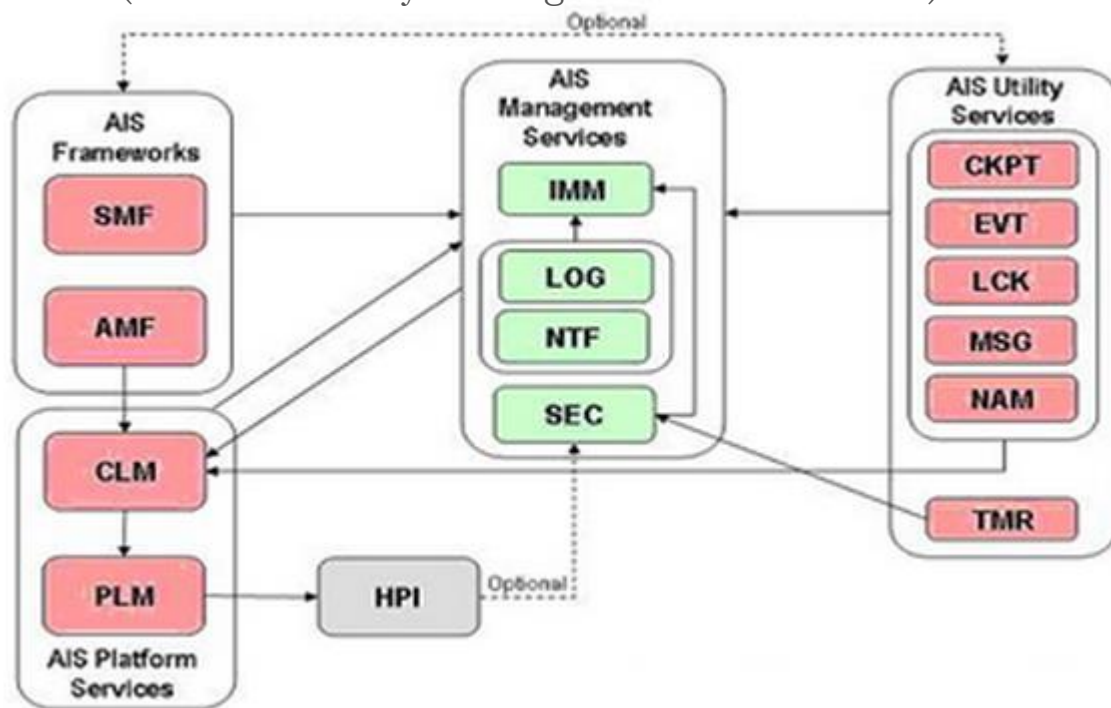 Optional
AIS
Frameworks
SMF
AMF
CLM
PLM
AIS Platform
Services
HPI
Optional
AIS
Management
Services
IMM
LOG
NTF
SEC
AIS Utility
Services
CKPT
EVT
LCK
MSG
NAM
TMR